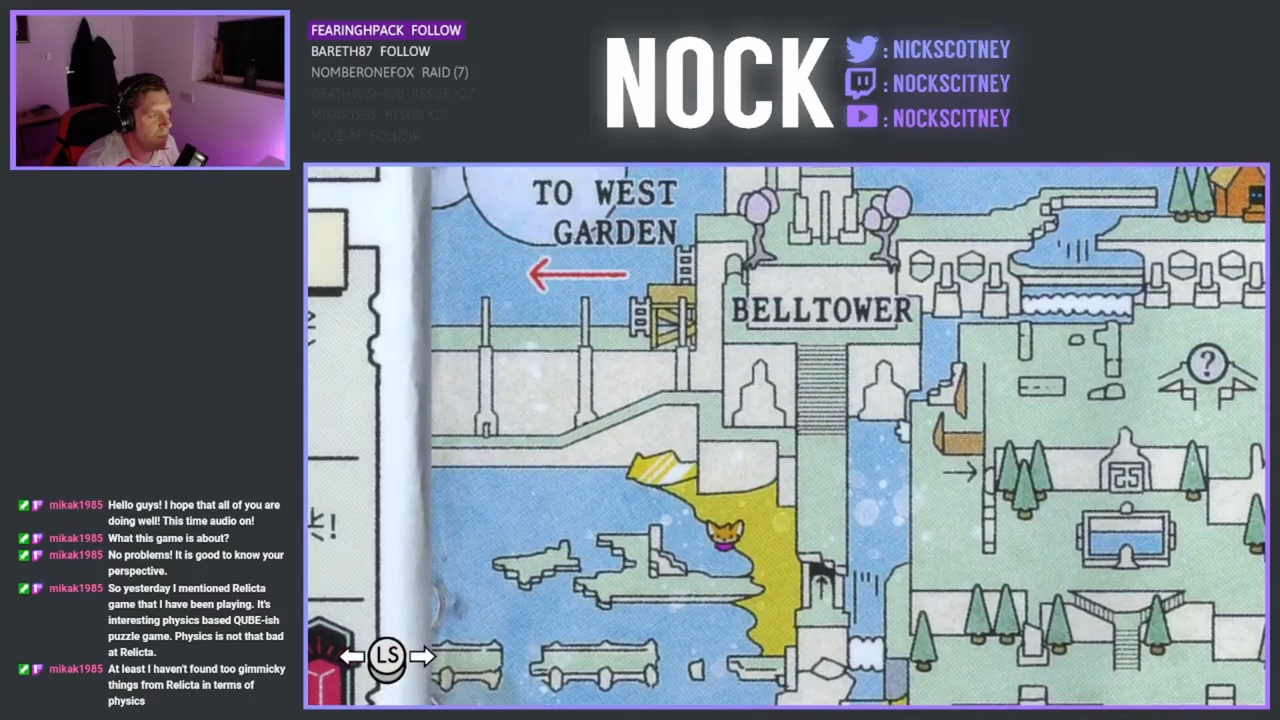 FEARINGHPACK FOLLOW
BARETH87 FOLLOW
NOMBERONEFOX RAID (7)
NOCK
: NICKSCOTNEY
: NOCKSCITNEY
: NOCKSCITNEY
TO WEST
GARDEN
BELLTOWER
?
LS
mikak1985 Hello guys! I hope that all of you are
doing well! This time audio on!
mikak1985 What this game is about?
mikak1985 No problems! It is good to know your
perspective.
mikak1985 So yesterday I mentioned Relicta
game that I have been playing. It's
interesting physics based QUBE-ish
puzzle game. Physics is not that bad
at Relicta.
mikak1985 At least I haven't found too gimmicky
things from Relicta in terms of
physics